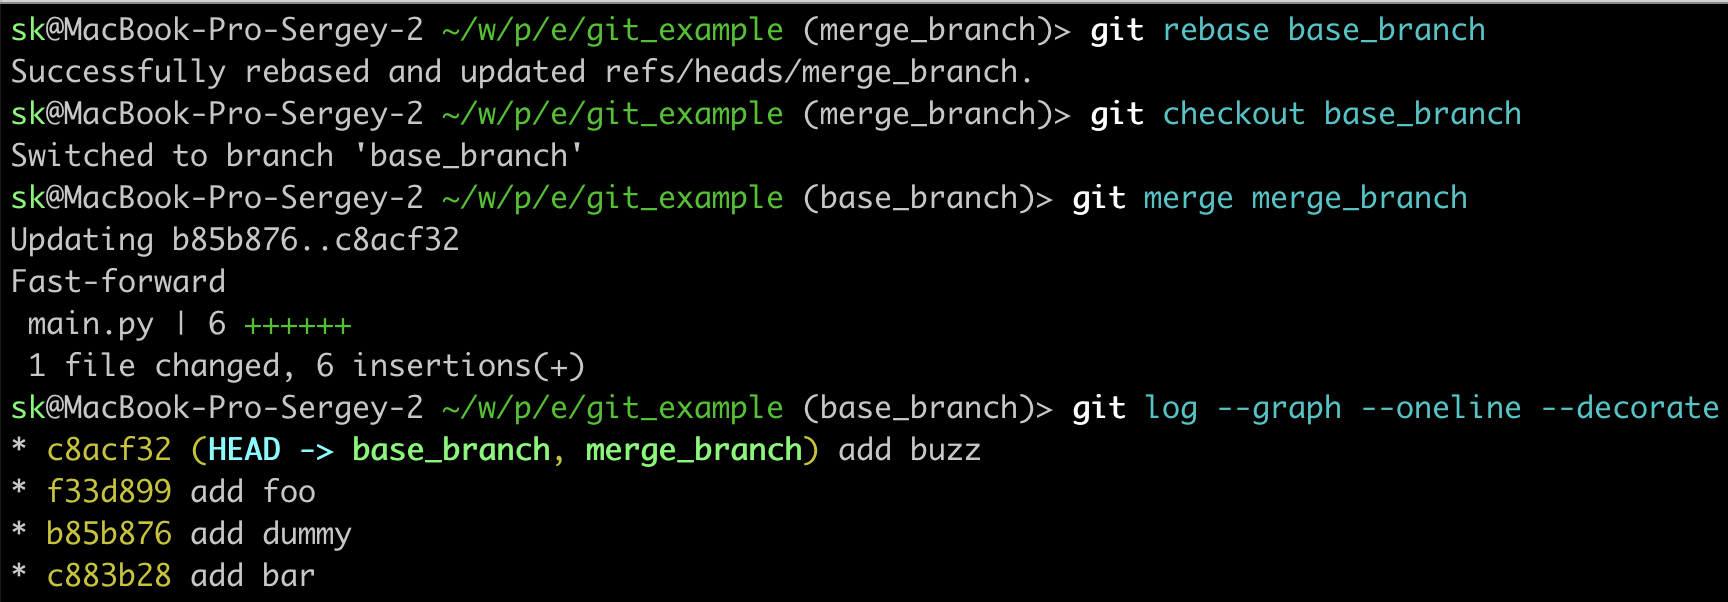 sk@MacBook-Pro-Sergey-2 ~/w/p/e/git_example (merge_branch)> git rebase base_branch
Successfully rebased and updated refs/heads/merge_branch.
sk@MacBook-Pro-Sergey-2 ~/w/p/e/git_example (merge_branch)> git checkout base_branch
Switched to branch 'base_branch'
sk@MacBook-Pro-Sergey-2 ~/w/p/e/git_example (base_branch)> git merge merge_branch
Updating b85b876..c8acf32
Fast-forward
 main.py | 6 ++++++
 1 file changed, 6 insertions(+)
sk@MacBook-Pro-Sergey-2 ~/w/p/e/git_example (base_branch)> git log --graph --oneline --decorate
* c8acf32 (HEAD -> base_branch, merge_branch) add buzz
* f33d899 add foo
* b85b876 add dummy
* c883b28 add bar